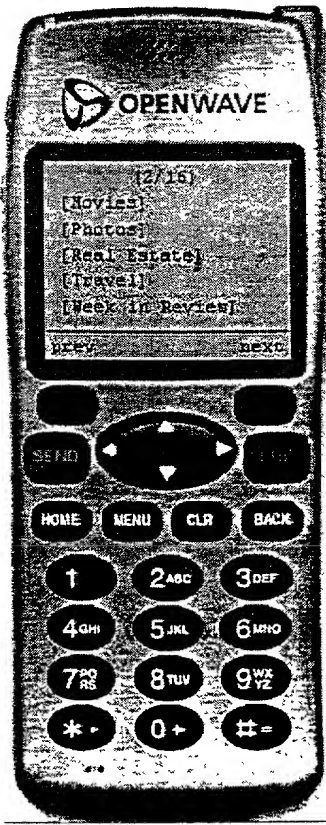 OPENWAVE
(2/16)
[Movies]
[Photos]
[Real Estate]
[Travel]
[Week in Review]
prev next
SEND
HOME MENU CLR BACK
1 2ABC 3DEF
4GHI 5JKL 6MNO
7PQRS 8TUV 9WXYZ
* 0+ #